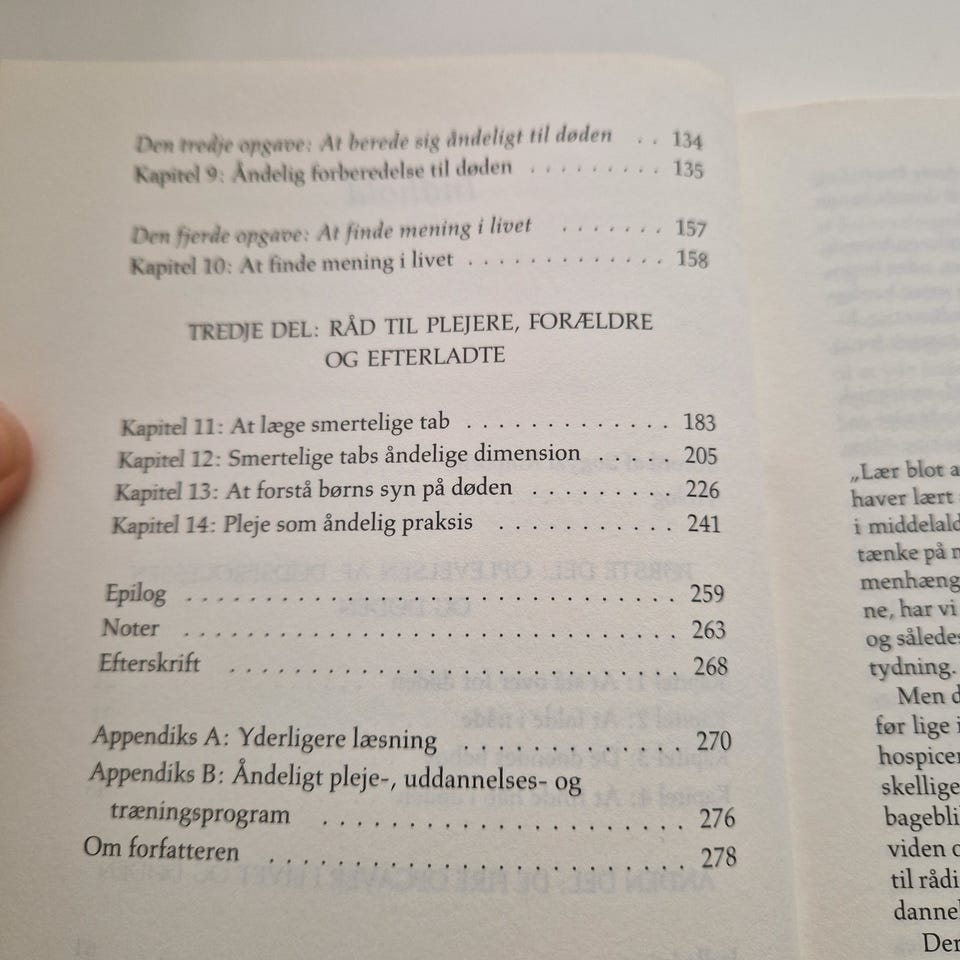 Den tredje opgave: At berede sig åndeligt til døden . . 134
Kapitel 9: Åndelig forberedelse til døden . . . . . . . . . 135
Den fjerde opgave: At finde mening i livet . . . . . . . 157
Kapitel 10: At finde mening i livet . . . . . . . . . . . . . 158
TREDJE DEL: RÅD TIL PLEJERE, FORÆLDRE
OG EFTERLADTE
Kapitel 11: At læge smertelige tab . . . . . . . . . . . . . 183
Kapitel 12: Smertelige tabs åndelige dimension . . . . . 205
Kapitel 13: At forstå børns syn på døden . . . . . . . . . 226
Kapitel 14: Pleje som åndelig praksis . . . . . . . . . . . 241
Epilog . . . . . . . . . . . . . . . . . . . . . . . . . . . . 259
Noter . . . . . . . . . . . . . . . . . . . . . . . . . . . . 263
Efterskrift . . . . . . . . . . . . . . . . . . . . . . . . . 268
Appendiks A: Yderligere læsning . . . . . . . . . . . . . 270
Appendiks B: Åndeligt pleje-, uddannelses- og
træningsprogram . . . . . . . . . . . . . . . . . . . . . 276
Om forfatteren . . . . . . . . . . . . . . . . . . . . . . . 278
„Lær blot a
haver lært
i middelald
tænke på
menhæng
ne, har vi
og således
tydning.
Men d
før lige i
hospicer
skellige
bagebli
viden o
til rådi
dannel
Der